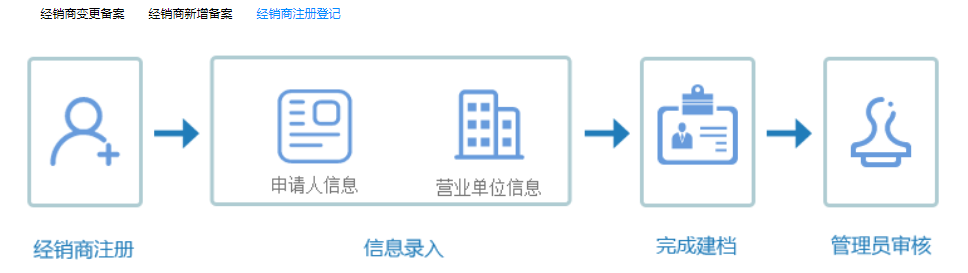 经销商变更备案 经销商新增备案 经销商注册登记
申请人信息 营业单位信息
经销商注册 信息录入 完成建档 管理员审核